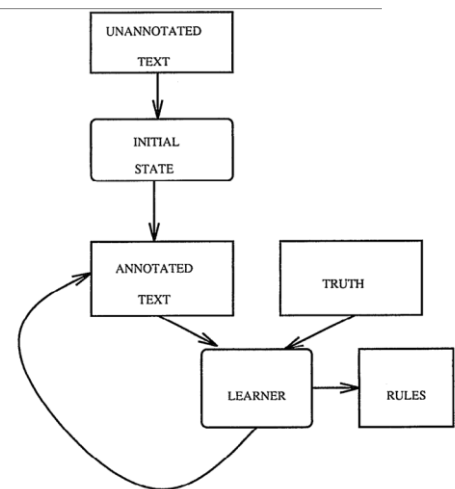 UNANNOTATED
TEXT
INITIAL
STATE
ANNOTATED
TEXT
TRUTH
LEARNER
RULES